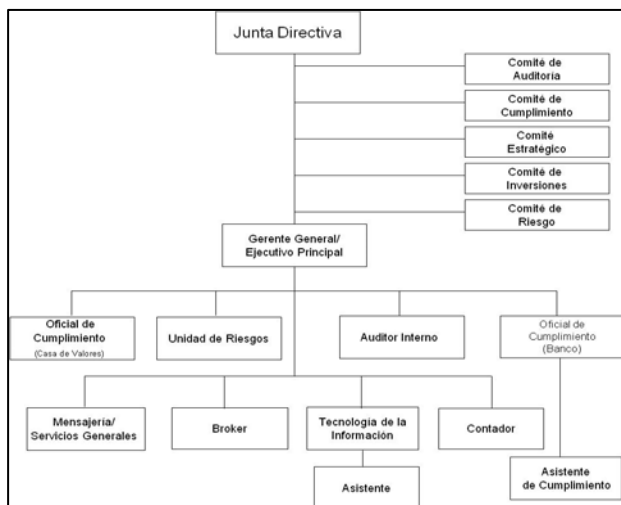 Junta Directiva
Comité de
Auditoria
Comité de
Cumplimiento
Comité
Estratégico
Comité de
Inversiones
Comité de
Riesgo
Gerente General/
Ejecutivo Principal
Oficial de
Cumplimiento
(Casa de Valores)
Unidad de Riesgos
Auditor Interno
Oficial de
Cumplimiento
(Banco)
Mensajería/
Servicios Generales
Broker
Tecnología de la
Información
Contador
Asistente
Asistente
de Cumplimiento